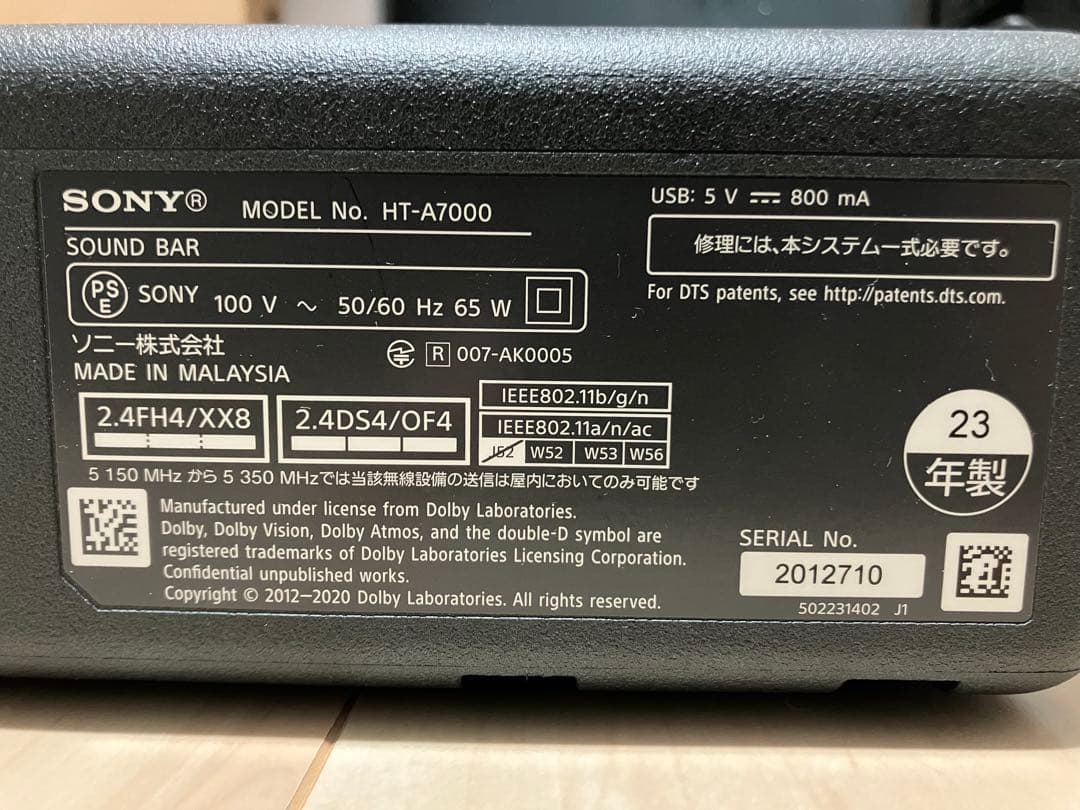 SONY® MODEL No. HT-A7000
SOUND BAR
PSE SONY 100 V ～ 50/60 Hz 65 W
ソニー株式会社
R 007-AK0005
MADE IN MALAYSIA
2.4FH4/XX8
2.4DS4/OF4
IEEE802.11b/g/n
IEEE802.11a/n/ac
J52 W52 W53 W56
5 150 MHz から 5 350 MHzでは当該無線設備の送信は屋内においてのみ可能です
Manufactured under license from Dolby Laboratories.
Dolby, Dolby Vision, Dolby Atmos, and the double-D symbol are
registered trademarks of Dolby Laboratories Licensing Corporation.
Confidential unpublished works.
Copyright © 2012—2020 Dolby Laboratories. All rights reserved.
USB: 5 V ⎓ 800 mA
修理には、本システム一式必要です。
For DTS patents, see http://patents.dts.com.
23
年製
SERIAL No.
2012710
502231402 J1